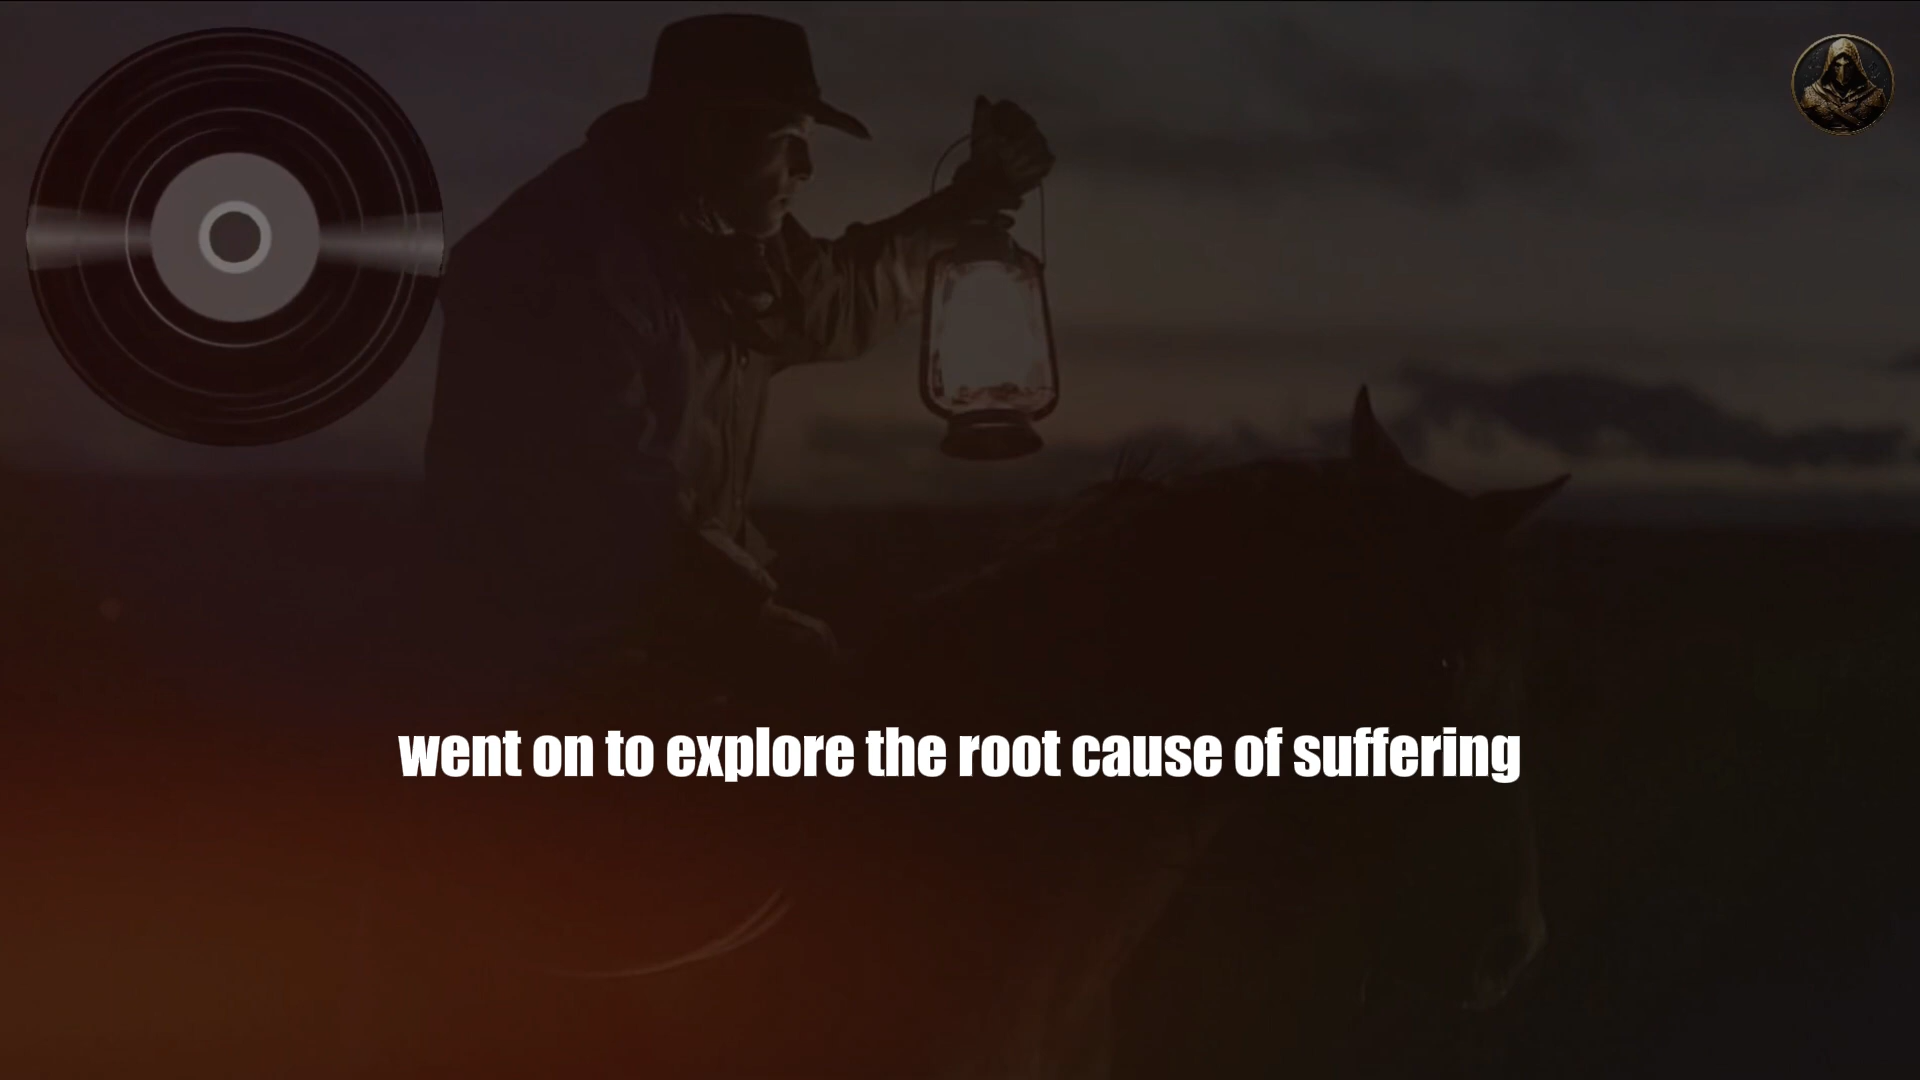 went on to explore the root cause of suffering